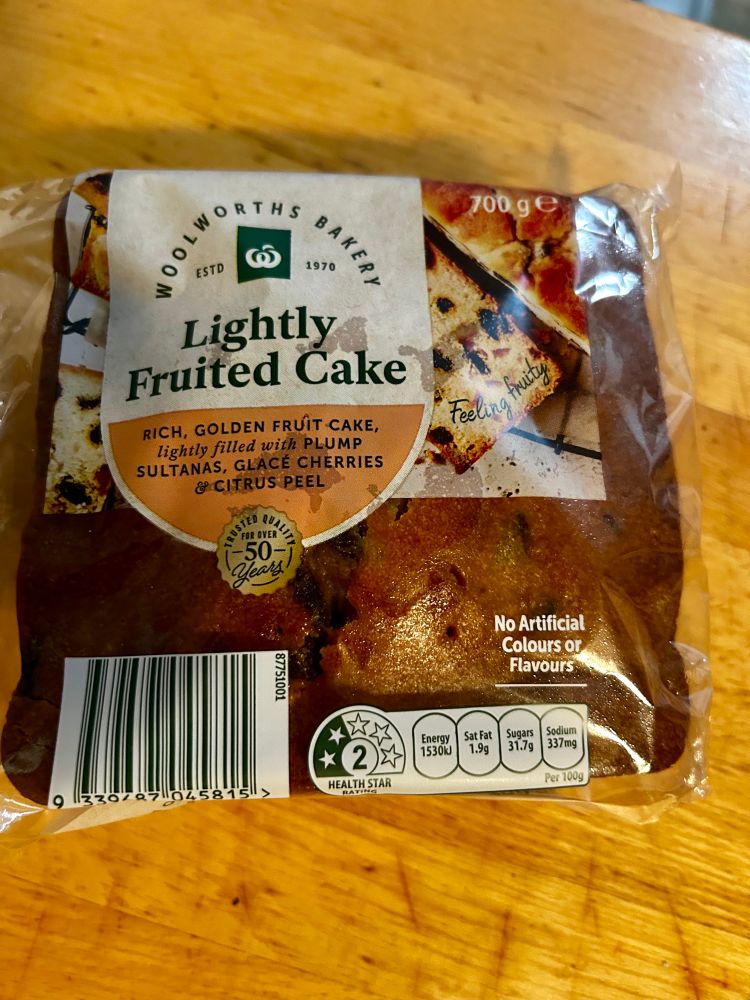 WOOLWORTHS BAKERY
ESTD 1970
Lightly
Fruited Cake
RICH, GOLDEN FRUIT CAKE,
lightly filled with PLUMP
SULTANAS, GLACÉ CHERRIES
& CITRUS PEEL
TRUSTED QUALITY
FOR OVER
50
Years
700 g e
Feeling fruity
No Artificial
Colours or
Flavours
87751001
9 339687 045815 >
2
HEALTH STAR
RATING
Energy
1530kJ
Sat Fat
1.9g
Sugars
31.7g
Sodium
337mg
Per 100g